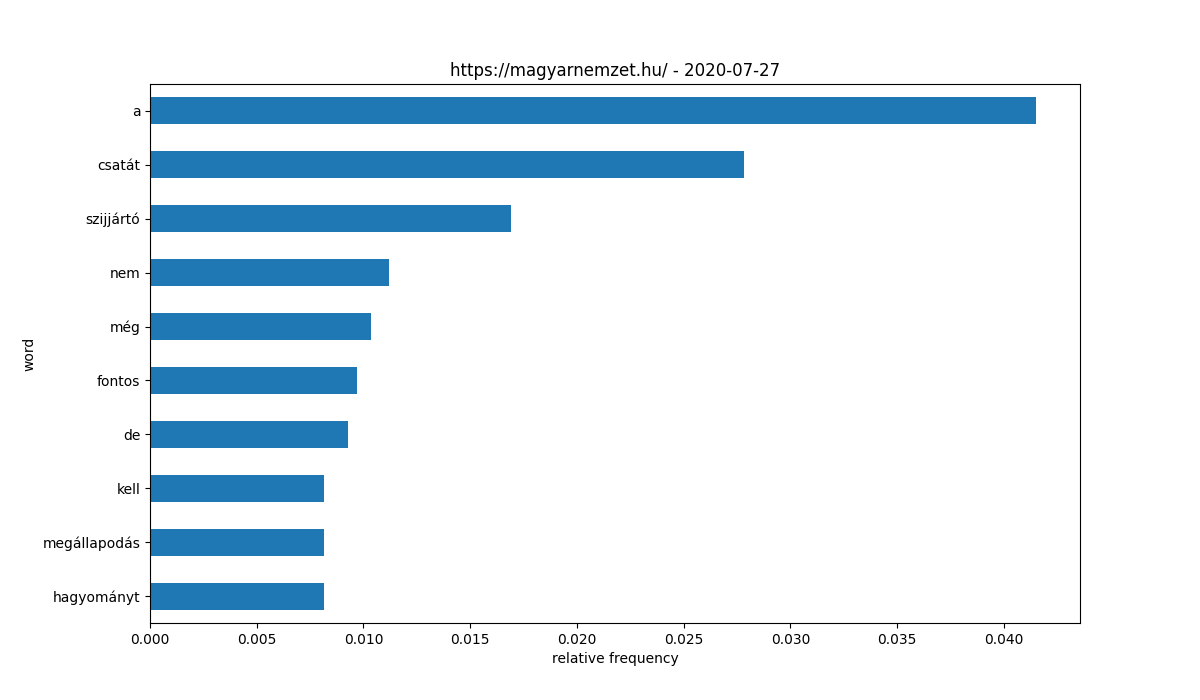 https://magyarnemzet.hu/ - 2020-07-27
a
csatát
szijjártó
nem
még
fontos
de
kell
megállapodás
hagyományt
word
0.000 0.005 0.010 0.015 0.020 0.025 0.030 0.035 0.040
relative frequency